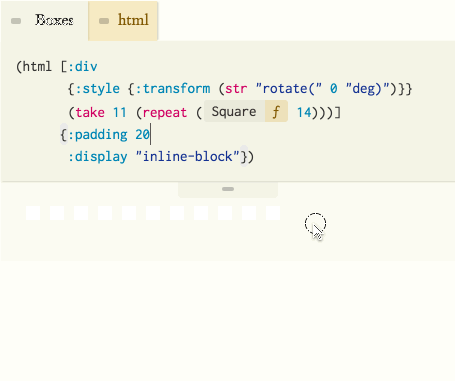 Boxes html
(html [:div
{:style {:transform (str "rotate(" 0 "deg)")}}
(take 11 (repeat ( Square ƒ 14)))]
{:padding 20
:display "inline-block"})